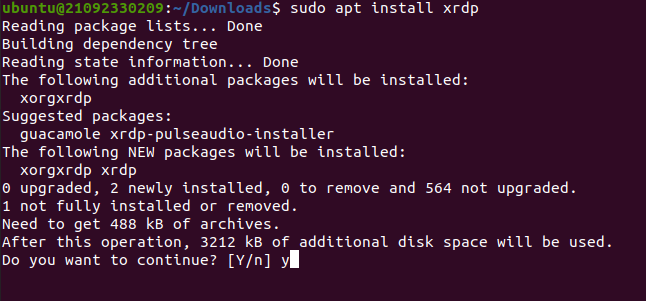 ubuntu@21092330209:~/Downloads$ sudo apt install xrdp
Reading package lists... Done
Building dependency tree
Reading state information... Done
The following additional packages will be installed:
  xorgxrdp
Suggested packages:
  guacamole xrdp-pulseaudio-installer
The following NEW packages will be installed:
  xorgxrdp xrdp
0 upgraded, 2 newly installed, 0 to remove and 564 not upgraded.
1 not fully installed or removed.
Need to get 488 kB of archives.
After this operation, 3212 kB of additional disk space will be used.
Do you want to continue? [Y/n] y